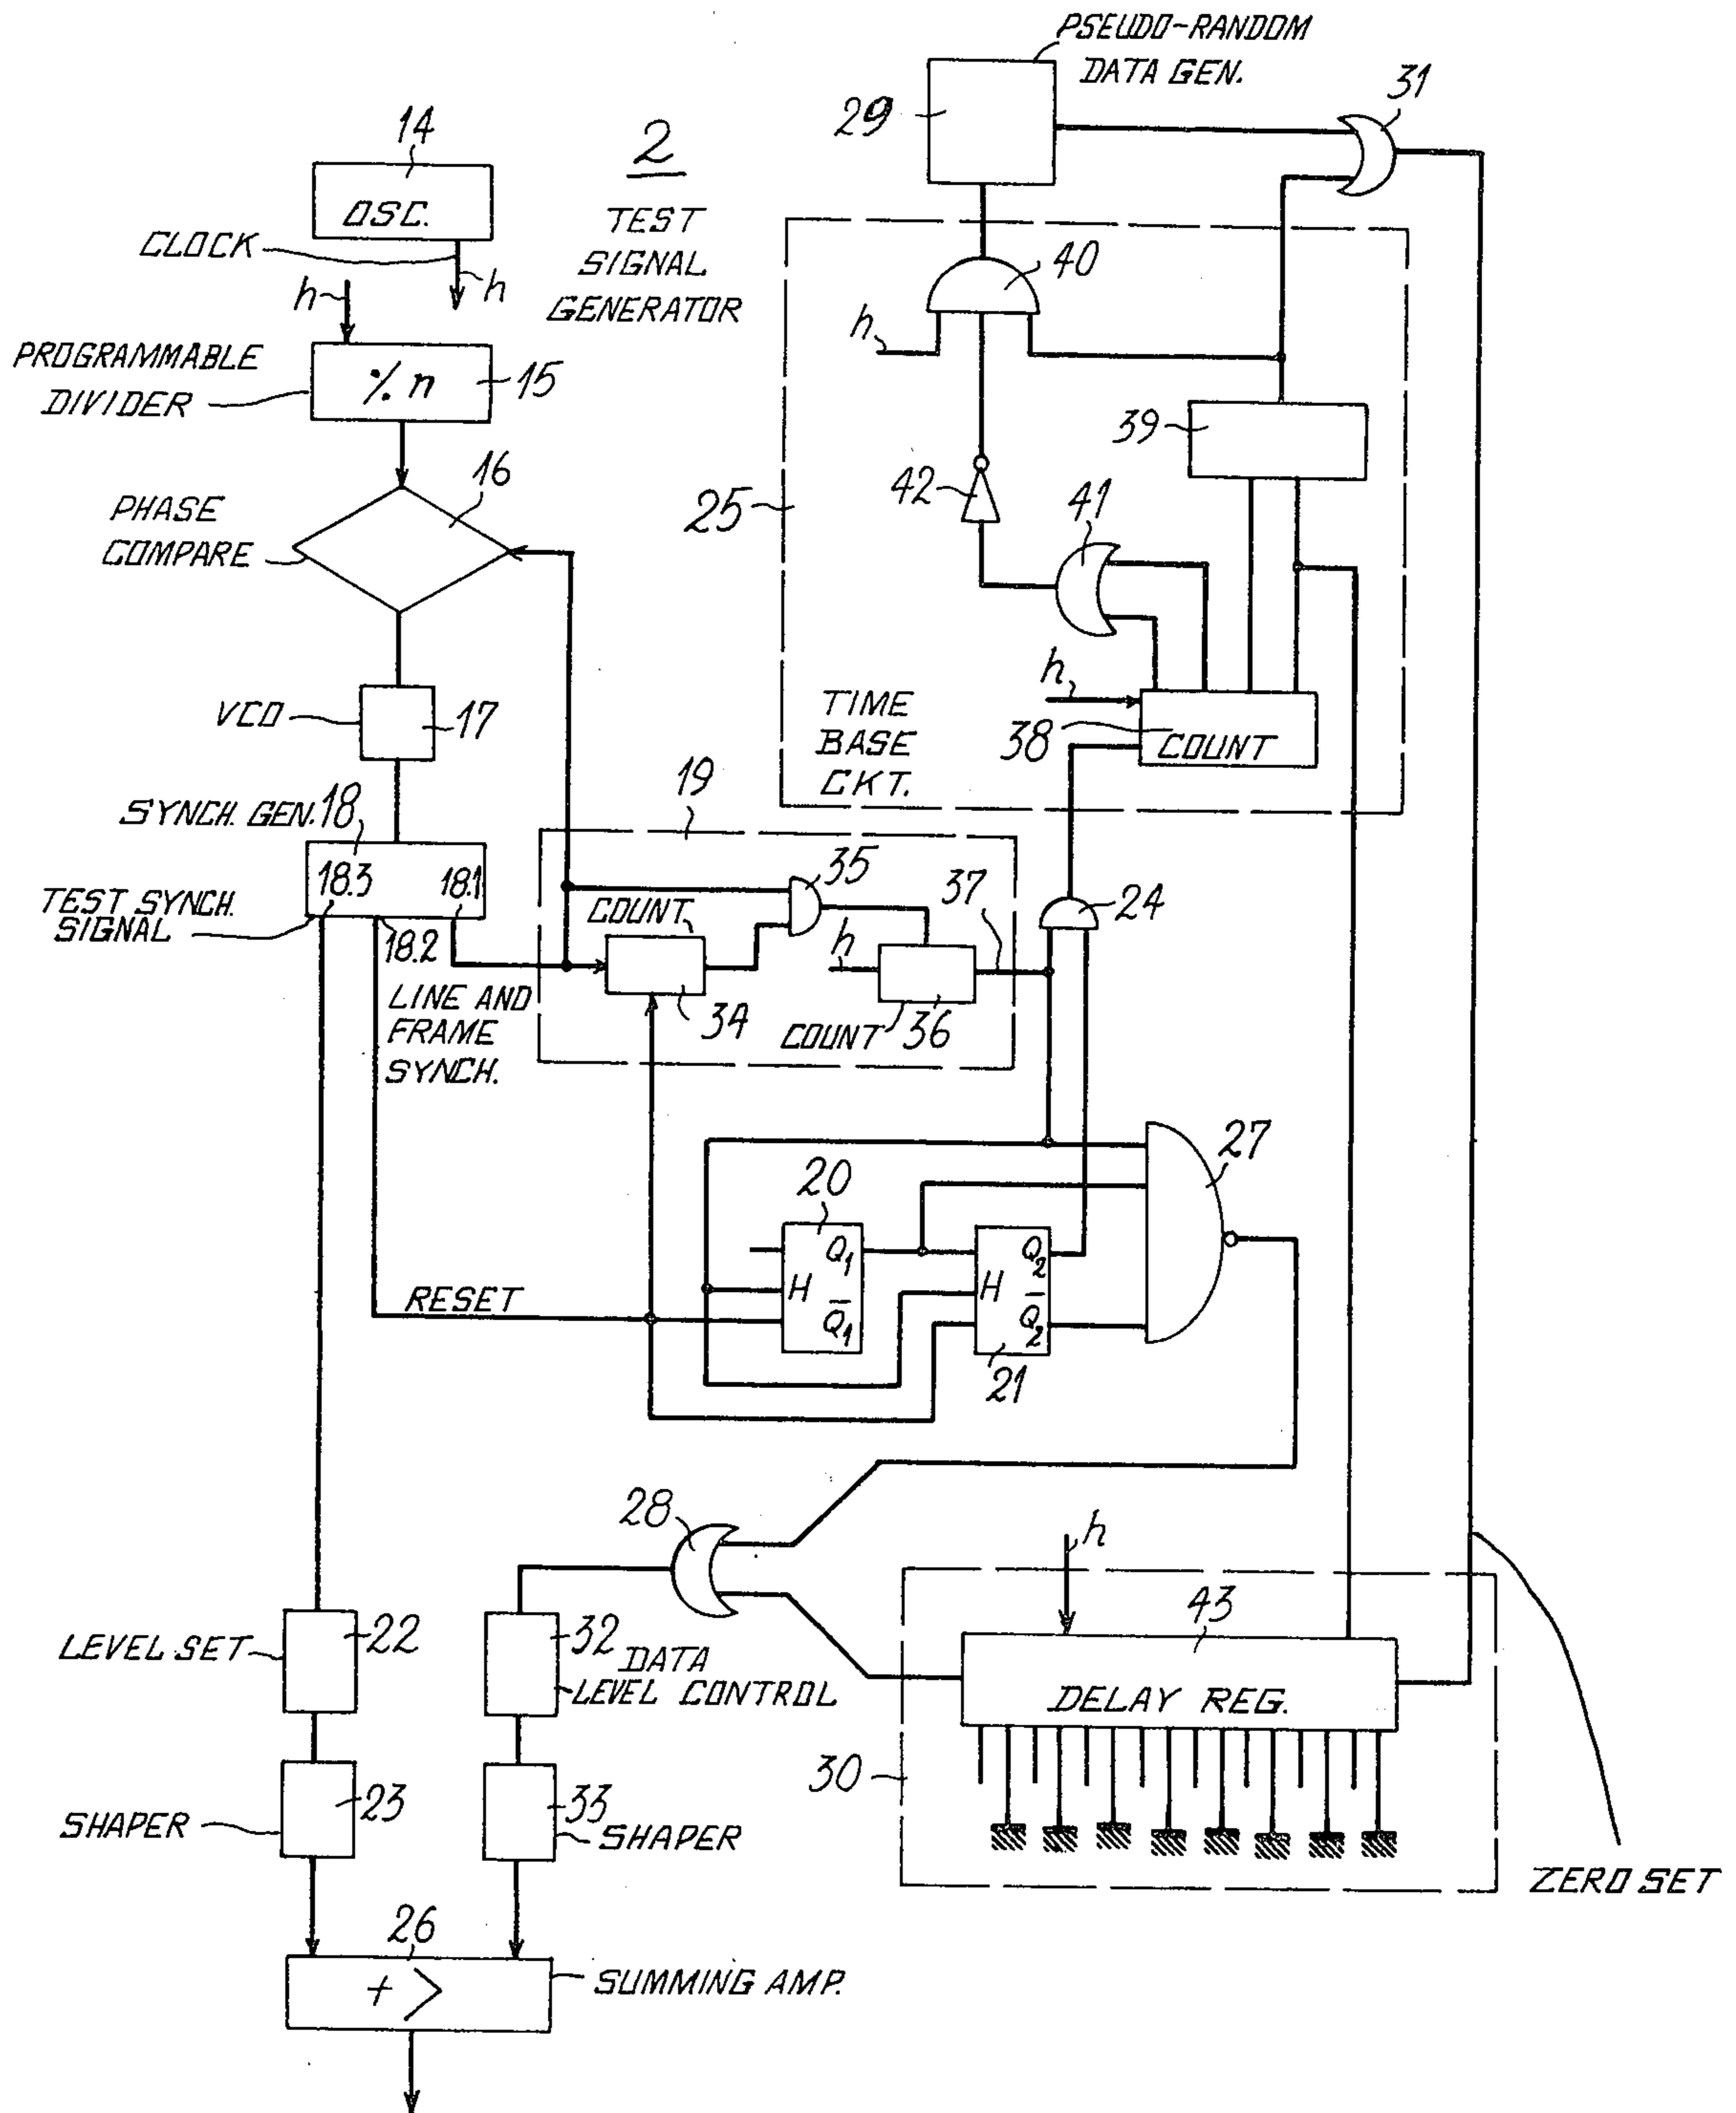 PSEUDO-RANDOM
DATA GEN.
31
29
14
OSC.
2
TEST
SIGNAL
GENERATOR
CLOCK
h
h
40
h
PROGRAMMABLE
DIVIDER
⁒ n
15
39
16
PHASE
COMPARE
42
41
25
h
VCO
17
TIME
BASE
CKT.
38
COUNT
19
SYNCH. GEN. 18
18.3
18.1
TEST SYNCH.
SIGNAL
18.2
35
COUNT
37
24
h
34
LINE AND
FRAME
SYNCH.
COUNT
36
27
20
Q1
H
Q̅1
Q2
H
Q̅2
RESET
21
28
h
43
22
LEVEL SET
32
DATA
LEVEL CONTROL
DELAY REG.
30
23
SHAPER
33
SHAPER
ZERO SET
26
+ >
SUMMING AMP.